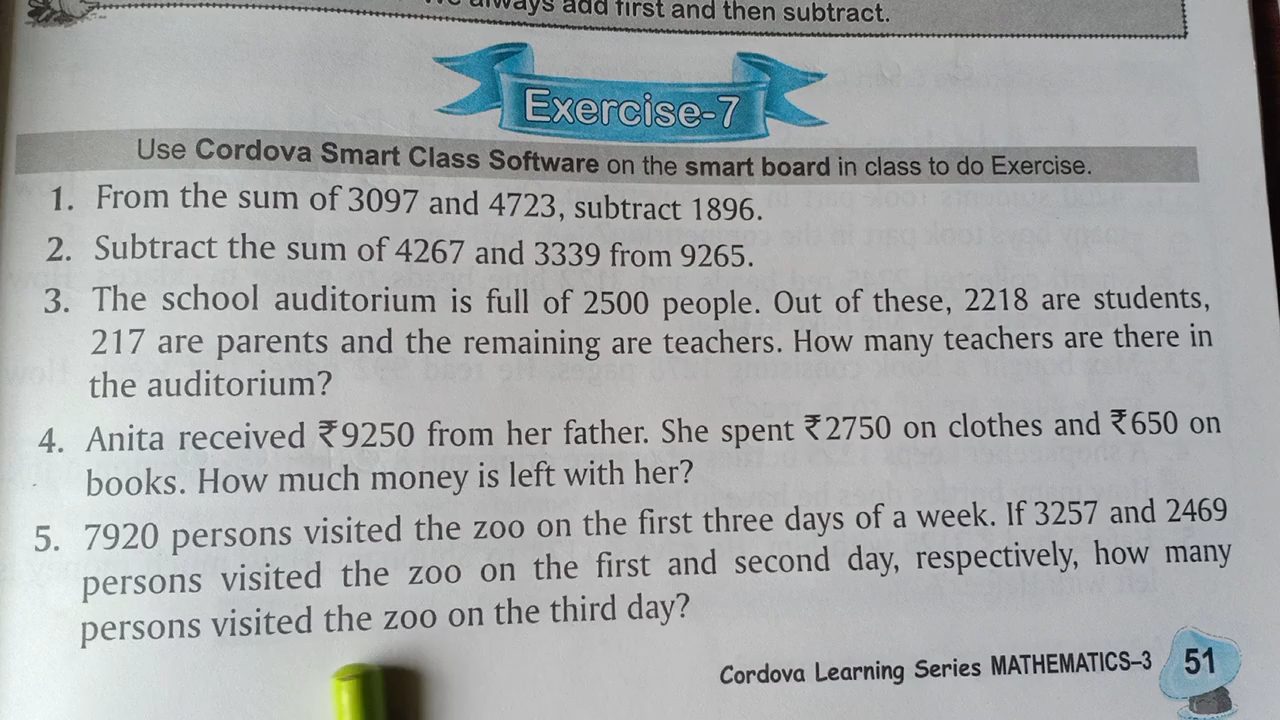 We always add first and then subtract.
Exercise-7
Use Cordova Smart Class Software on the smart board in class to do Exercise.
1. From the sum of 3097 and 4723, subtract 1896.
2. Subtract the sum of 4267 and 3339 from 9265.
3. The school auditorium is full of 2500 people. Out of these, 2218 are students,
217 are parents and the remaining are teachers. How many teachers are there in
the auditorium?
4. Anita received ₹9250 from her father. She spent ₹2750 on clothes and ₹650 on
books. How much money is left with her?
5. 7920 persons visited the zoo on the first three days of a week. If 3257 and 2469
persons visited the zoo on the first and second day, respectively, how many
persons visited the zoo on the third day?
Cordova Learning Series MATHEMATICS–3 51